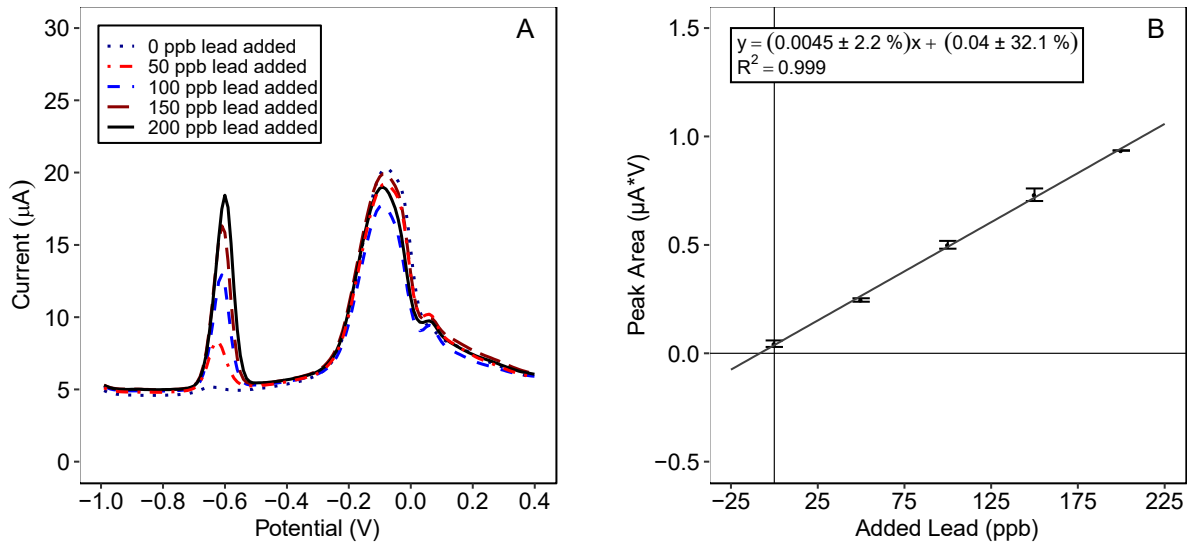 A
0 ppb lead added
50 ppb lead added
100 ppb lead added
150 ppb lead added
200 ppb lead added
30
25
20
15
10
5
0
Current (µA)
−1.0 −0.8 −0.6 −0.4 −0.2 0.0 0.2 0.4
Potential (V)
B
y = (0.0045 ± 2.2 %)x + (0.04 ± 32.1 %)
R² = 0.999
1.5
1.0
0.5
0.0
−0.5
Peak Area (µA*V)
−25 25 75 125 175 225
Added Lead (ppb)